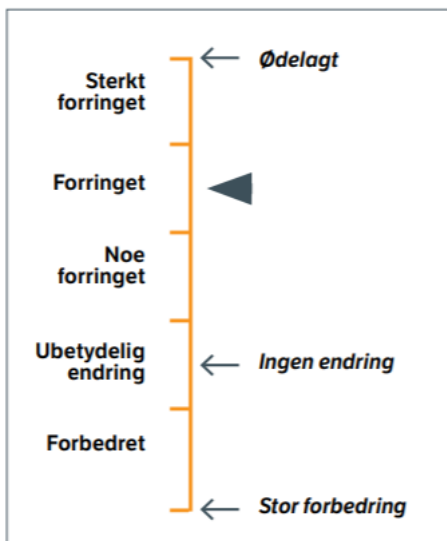 Ødelagt
Sterkt
forringet
Forringet
Noe
forringet
Ubetydelig
endring
Ingen endring
Forbedret
Stor forbedring